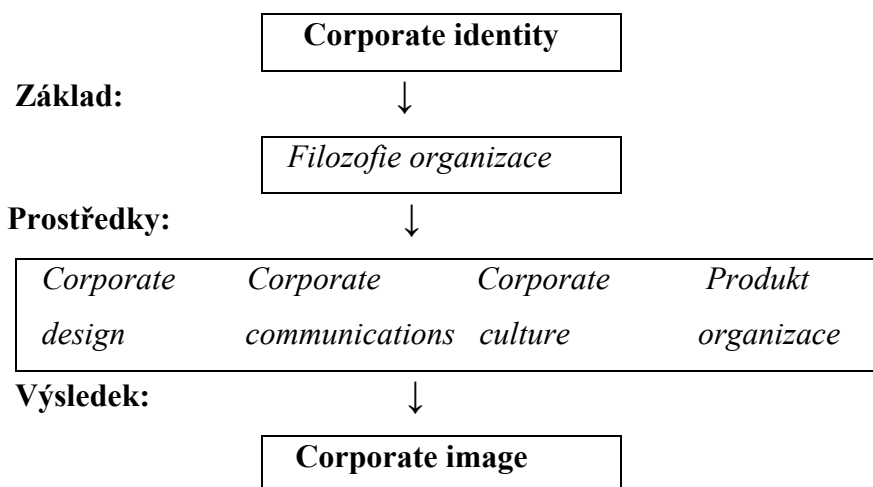 Corporate identity
Základ: ↓
Filozofie organizace
Prostředky: ↓
Corporate Corporate Corporate Produkt
design communications culture organizace
Výsledek: ↓
Corporate image